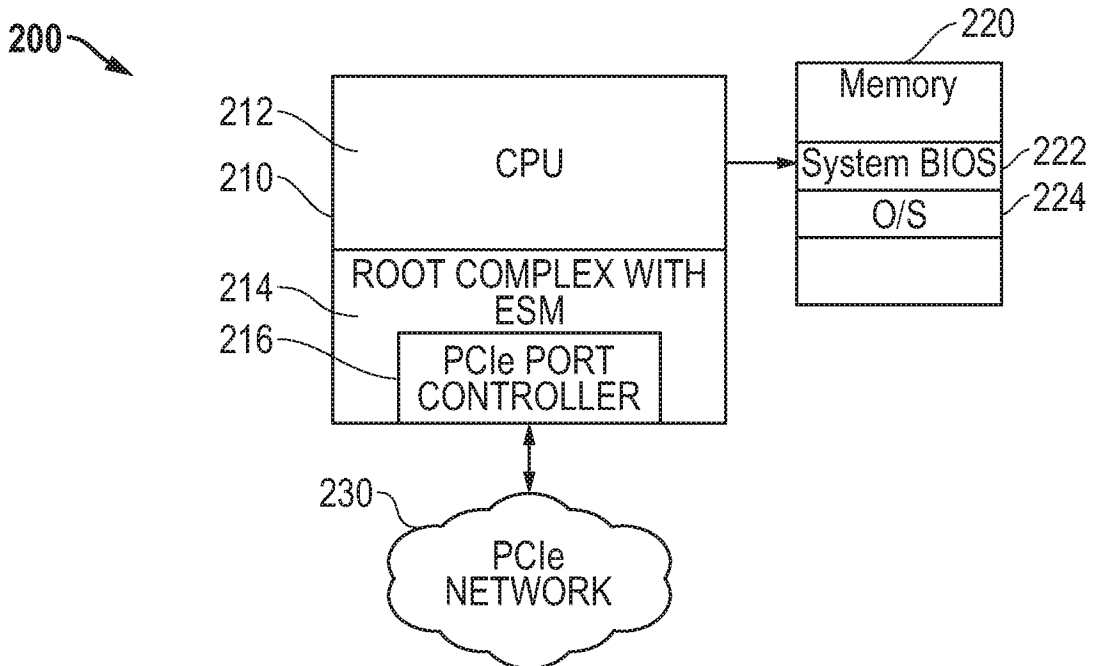 200
220
Memory
212
CPU
System BIOS
222
210
O/S
224
214
ROOT COMPLEX WITH
ESM
216
PCIe PORT
CONTROLLER
230
PCIe
NETWORK